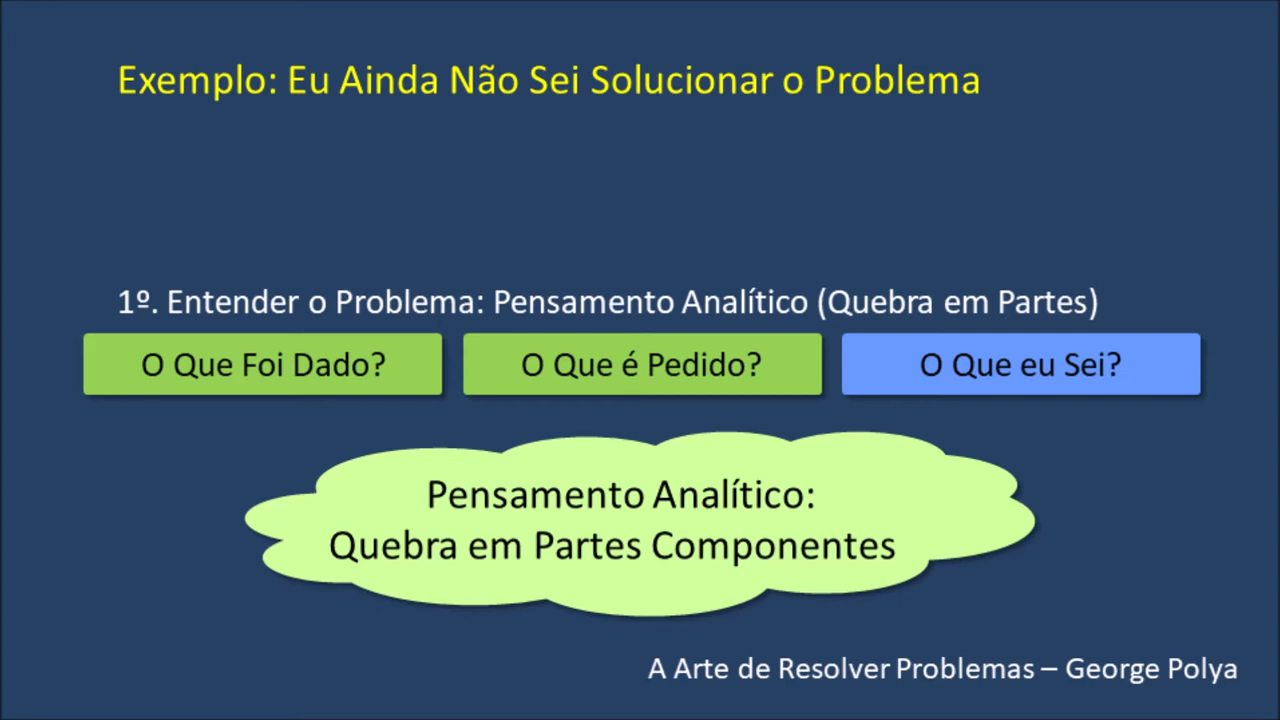 Exemplo: Eu Ainda Não Sei Solucionar o Problema
1º. Entender o Problema: Pensamento Analítico (Quebra em Partes)
O Que Foi Dado?
O Que é Pedido?
O Que eu Sei?
Pensamento Analítico:
Quebra em Partes Componentes
A Arte de Resolver Problemas – George Polya